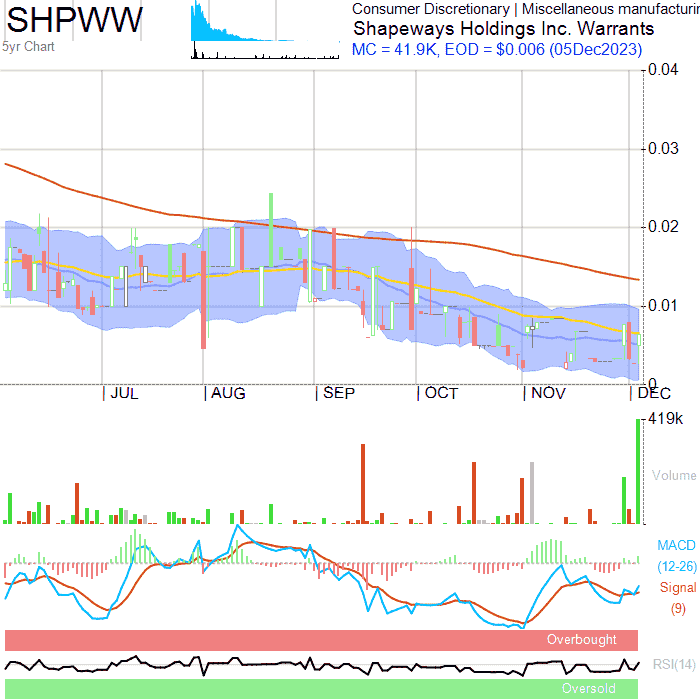 SHPWW
5yr Chart
Consumer Discretionary | Miscellaneous manufacturin
Shapeways Holdings Inc. Warrants
MC = 41.9K, EOD = $0.006 (05Dec2023)
0.04
0.03
0.02
0.01
0
JUL AUG SEP OCT NOV DEC
419k
Volume
MACD
(12-26)
Signal
(9)
Overbought
RSI(14)
Oversold